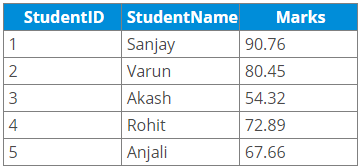 StudentID StudentName Marks
1 Sanjay 90.76
2 Varun 80.45
3 Akash 54.32
4 Rohit 72.89
5 Anjali 67.66